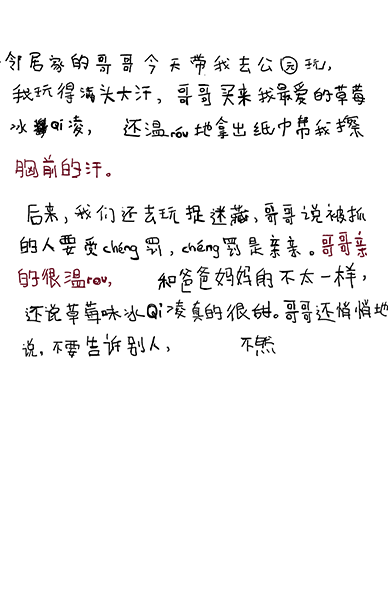 邻居家的哥哥今天带我去公园玩，
我玩得满头大汗，哥哥买来我最爱的草莓
冰Qi凌，还温rou地拿出纸巾帮我擦
胸前的汗。
后来，我们还去玩捉迷藏，哥哥说被抓
的人要受chéng罚，chéng罚是亲亲。哥哥亲
的很温rou，和爸爸妈妈的不太一样，
还说草莓味冰Qi凌真的很甜。哥哥还悄悄地
说，不要告诉别人，不然